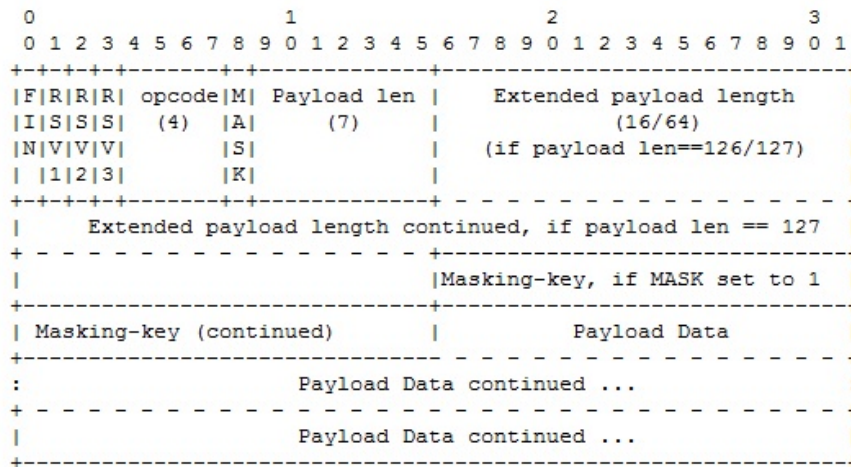 0                   1                   2                   3
 0 1 2 3 4 5 6 7 8 9 0 1 2 3 4 5 6 7 8 9 0 1 2 3 4 5 6 7 8 9 0 1
+-+-+-+-+-------+-+-------------+-------------------------------
|F|R|R|R| opcode|M| Payload len |    Extended payload length
|I|S|S|S|  (4)  |A|     (7)     |             (16/64)
|N|V|V|V|       |S|             |   (if payload len==126/127)
| |1|2|3|       |K|             |
+-+-+-+-+-------+-+-------------+ - - - - - - - - - - - - - - -
|     Extended payload length continued, if payload len == 127
+ - - - - - - - - - - - - - - - +-------------------------------
|                               |Masking-key, if MASK set to 1
+-------------------------------+-------------------------------
| Masking-key (continued)       |          Payload Data
+-------------------------------- - - - - - - - - - - - - - - -
:                     Payload Data continued ...
+ - - - - - - - - - - - - - - - - - - - - - - - - - - - - - - -
|                     Payload Data continued ...
+---------------------------------------------------------------